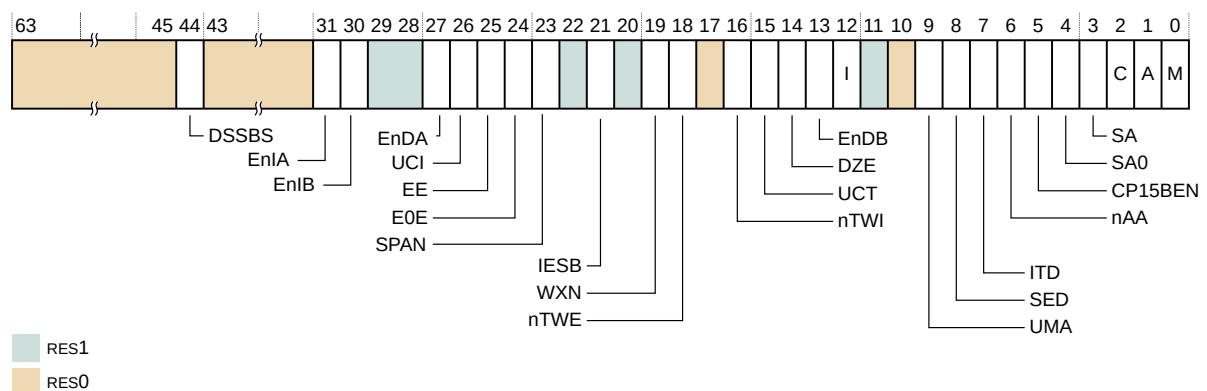 63 45 44 43 31 30 29 28 27 26 25 24 23 22 21 20 19 18 17 16 15 14 13 12 11 10 9 8 7 6 5 4 3 2 1 0
I C A M
DSSBS EnDA EnDB SA
EnIA UCI DZE SA0
EnIB EE UCT CP15BEN
E0E nTWI nAA
SPAN
IESB ITD
WXN SED
nTWE UMA
RES1
RES0